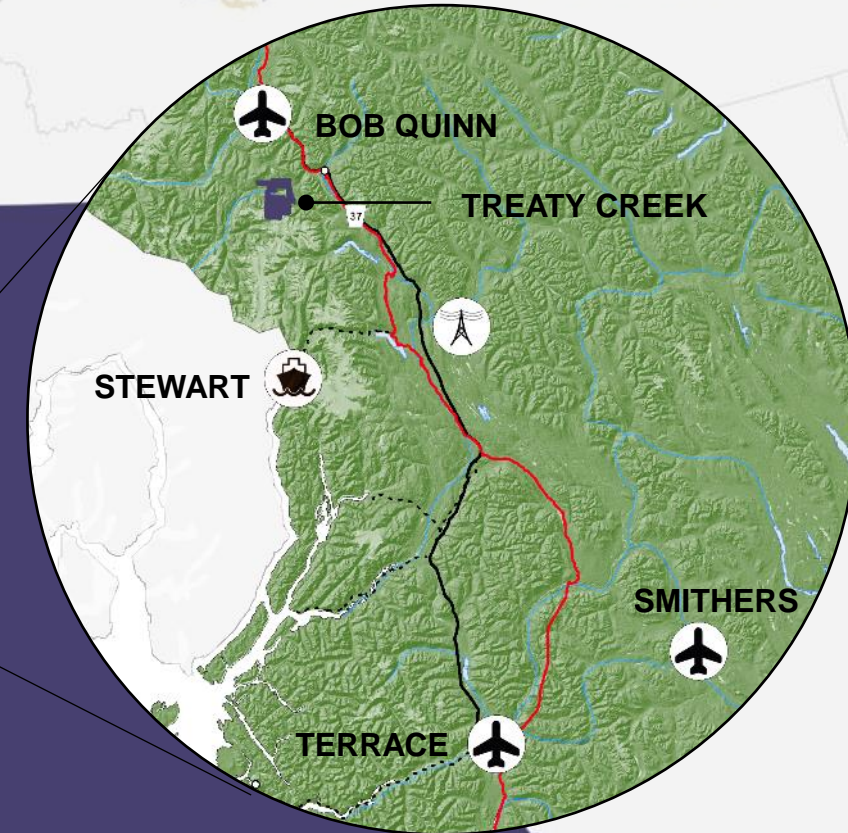 BOB QUINN
TREATY CREEK
37
STEWART
SMITHERS
TERRACE